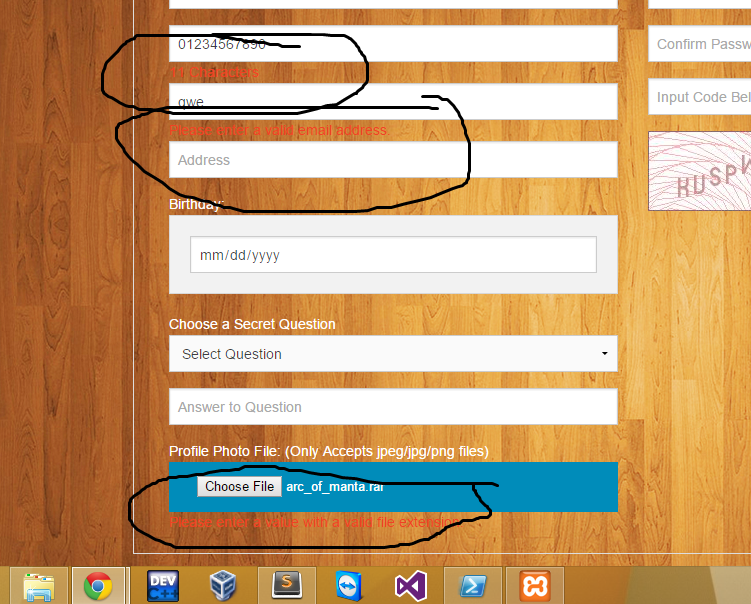 01234567890
Confirm Passw
11 Characters
qwe
Input Code Bel
Please enter a valid email address.
Address
Birthday:
mm/dd/yyyy
Choose a Secret Question
Select Question
Answer to Question
Profile Photo File: (Only Accepts jpeg/jpg/png files)
Choose File arc_of_manta.rar
Please enter a value with a valid file extension.
DEV
C++
S